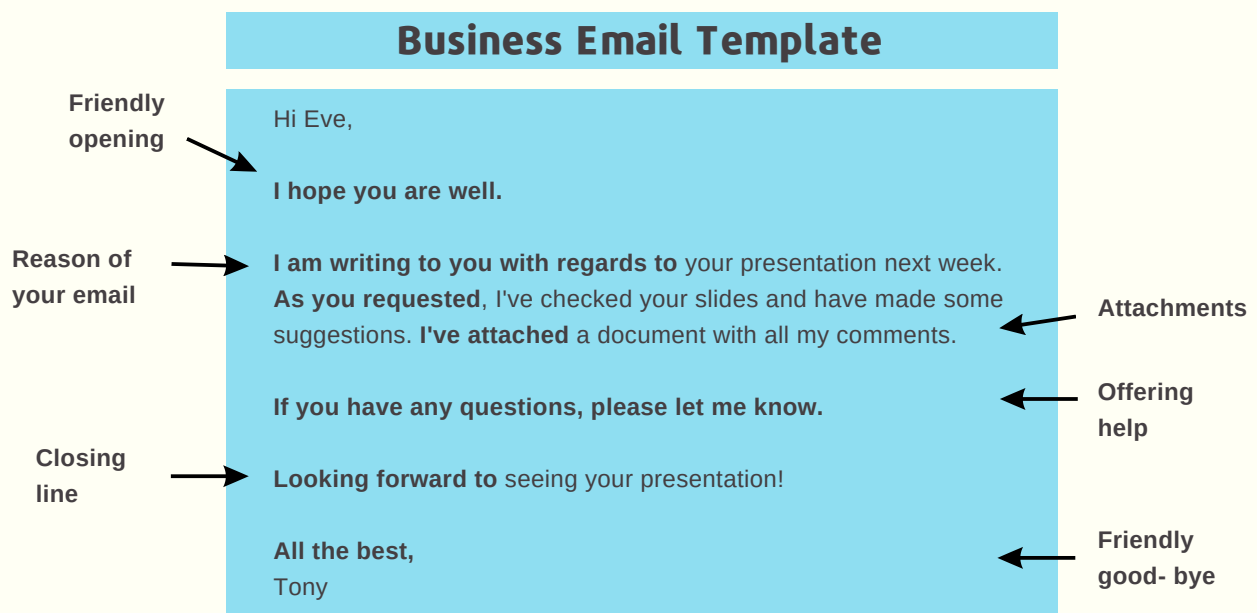 Business Email Template
Friendly
opening
Hi Eve,
I hope you are well.
Reason of
your email
I am writing to you with regards to your presentation next week.
As you requested, I've checked your slides and have made some
suggestions. I've attached a document with all my comments.
Attachments
If you have any questions, please let me know.
Offering
help
Closing
line
Looking forward to seeing your presentation!
All the best,
Tony
Friendly
good- bye